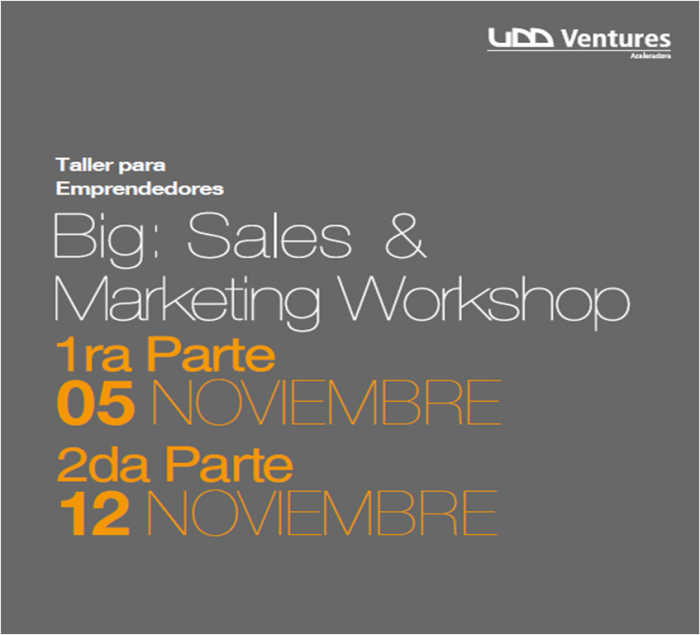 UDD Ventures
Aceleradora
Taller para
Emprendedores
Big: Sales &
Marketing Workshop
1ra Parte
05 NOVIEMBRE
2da Parte
12 NOVIEMBRE